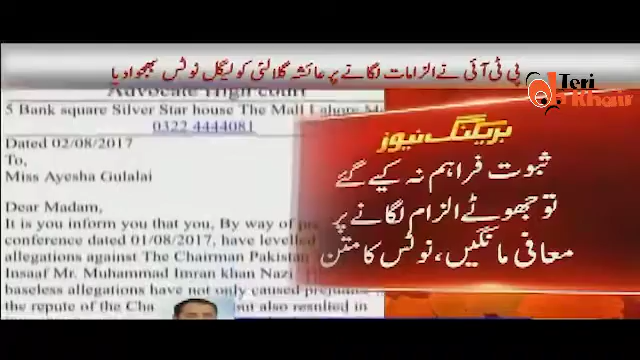 پی ٹی آئی نے الزامات لگانے پر عائشہ گلالئی کو لیگل نوٹس بھجوا دیا
Teri
Khair
Advocate High court
5 Bank square Silver Star house The Mall Lahore
0322 4444081
Dated 02/08/2017
To,
Miss Ayesha Gulalai
Dear Madam,
It is you inform you that you, By way of
conference dated 01/08/2017, have levelled
allegations against The Chairman Pakistan
Insaaf Mr. Muhammad Imran khan Nazi
baseless allegations have not only caused
the repute of the Cha but also resulted in
بریکنگ نیوز
ثبوت فراہم نہ کیے گئے
تو جھوٹے الزام لگانے پر
معافی مانگیں، نوٹس کا متن